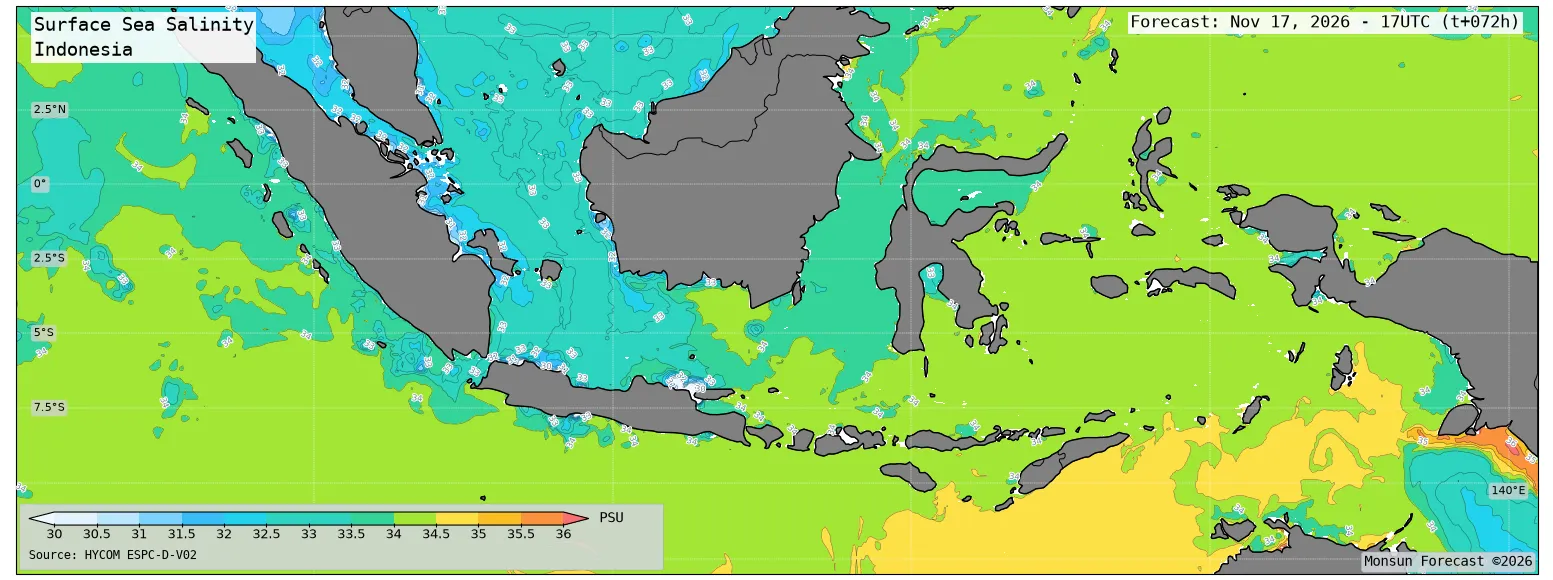 Surface Sea Salinity
Indonesia
Forecast: Nov 17, 2026 - 17UTC (t+072h)
2.5°N
0°
2.5°S
5°S
7.5°S
140°E
30 30.5 31 31.5 32 32.5 33 33.5 34 34.5 35 35.5 36 PSU
Source: HYCOM ESPC-D-V02
Monsun Forecast ©2026